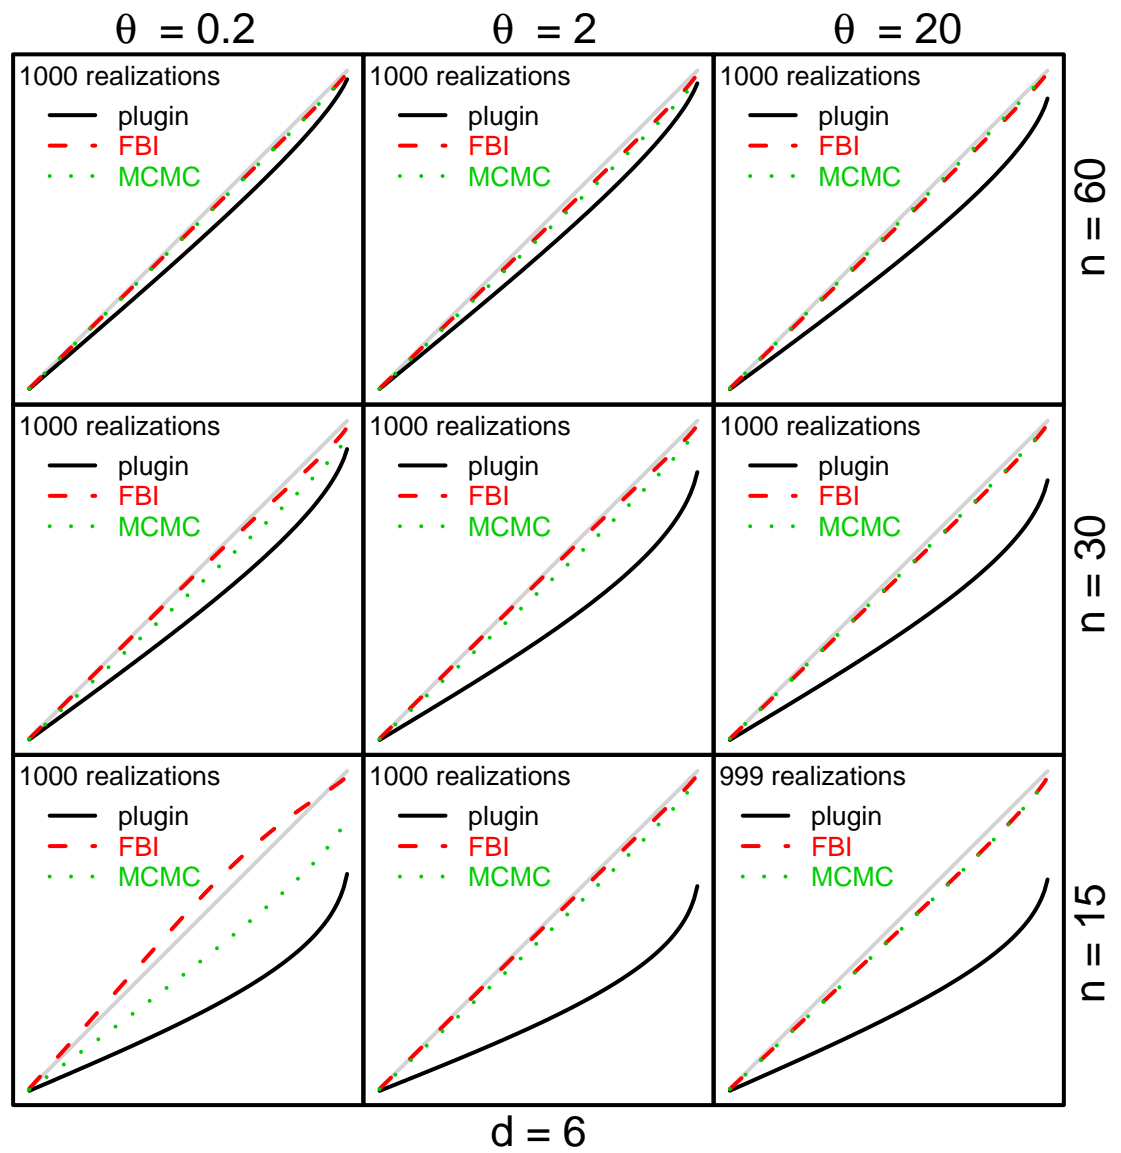 θ = 0.2
θ = 2
θ = 20
1000 realizations
plugin
FBI
MCMC
1000 realizations
plugin
FBI
MCMC
1000 realizations
plugin
FBI
MCMC
n = 60
1000 realizations
plugin
FBI
MCMC
1000 realizations
plugin
FBI
MCMC
1000 realizations
plugin
FBI
MCMC
n = 30
1000 realizations
plugin
FBI
MCMC
1000 realizations
plugin
FBI
MCMC
999 realizations
plugin
FBI
MCMC
n = 15
d = 6